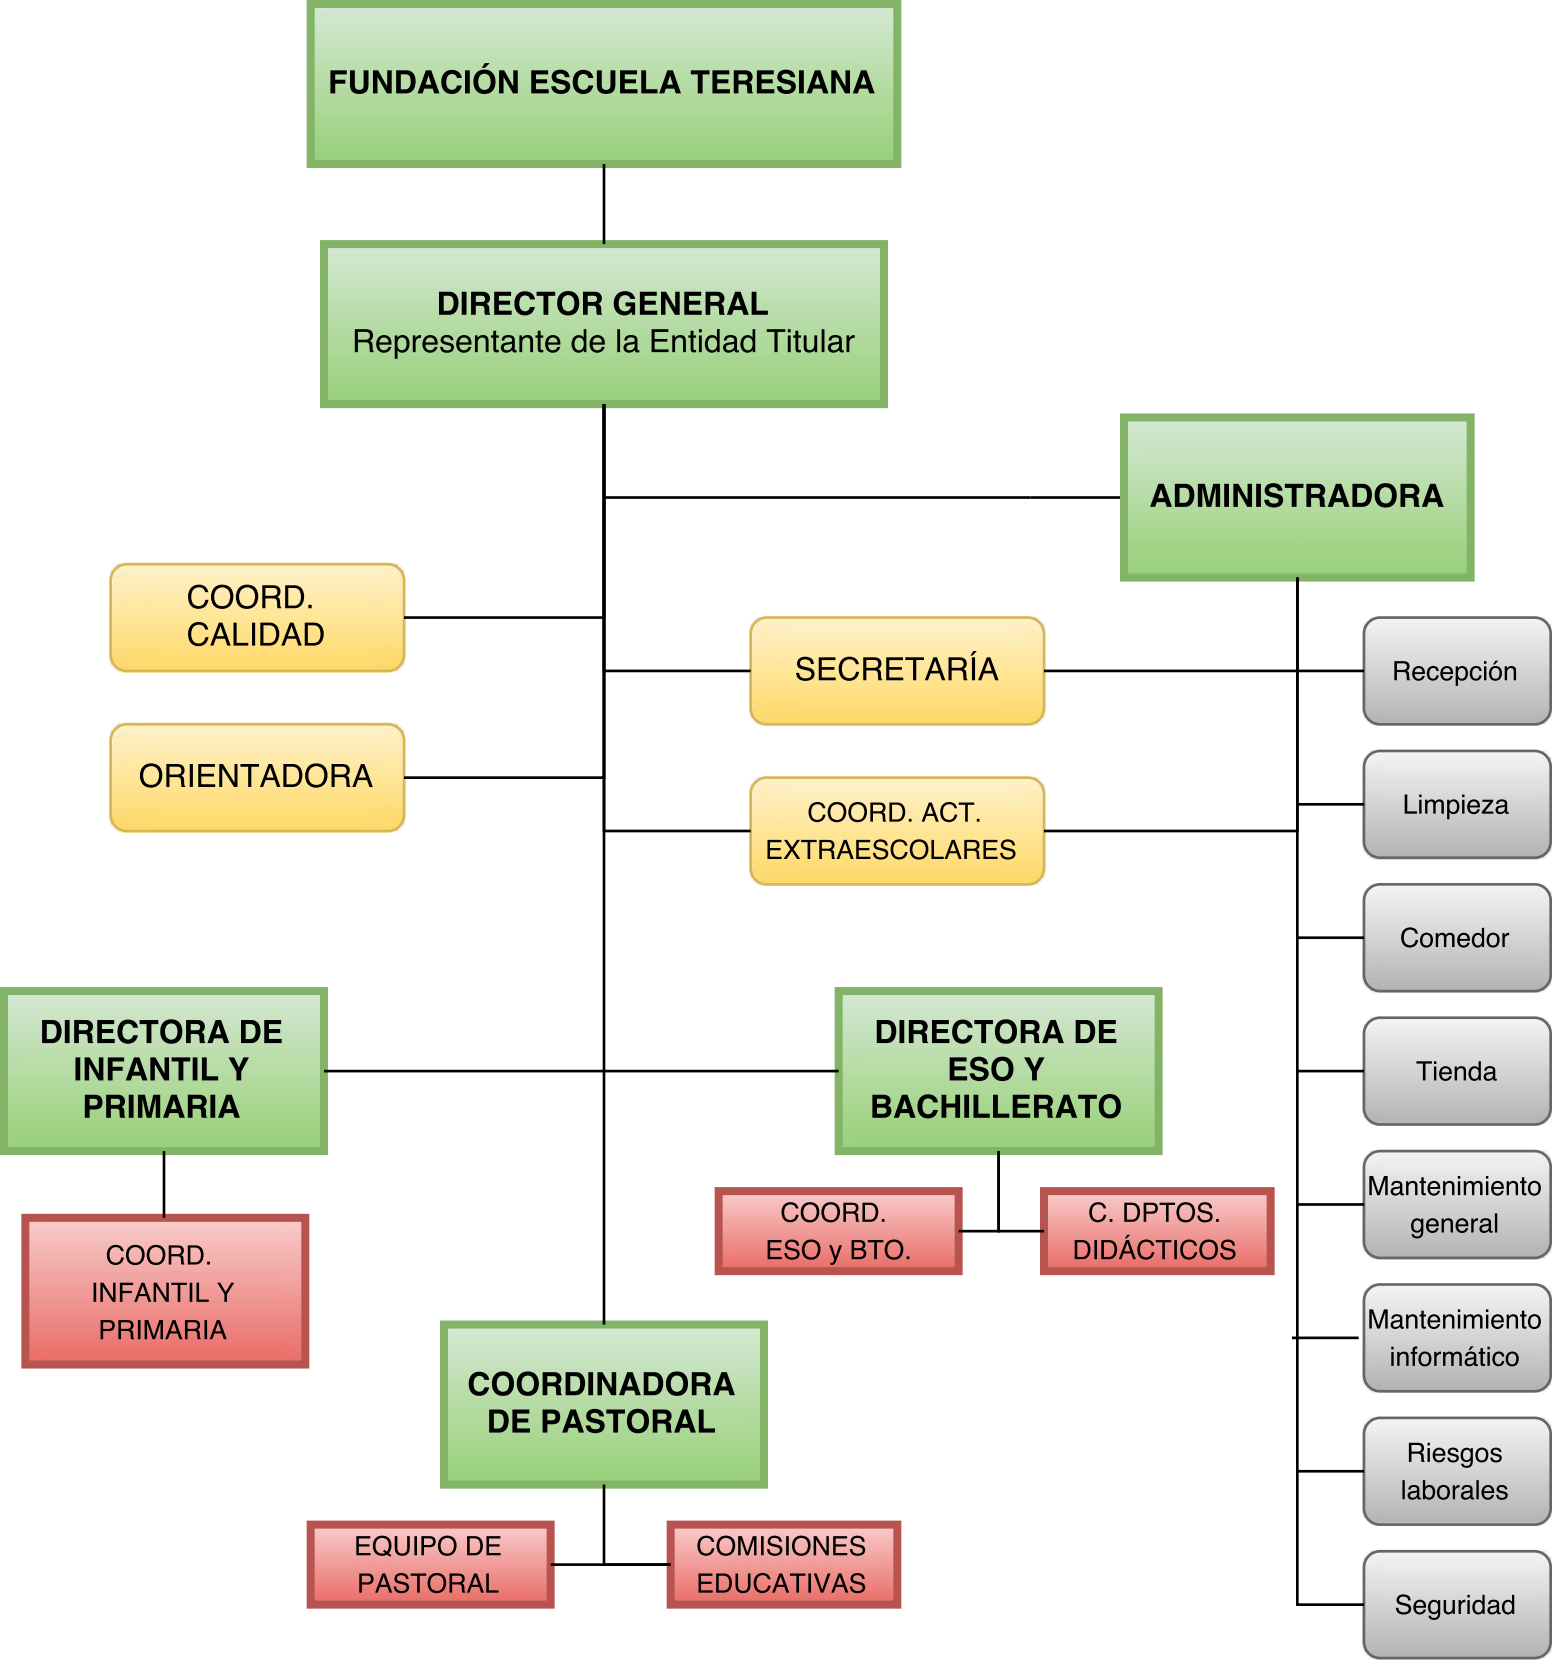 FUNDACIÓN ESCUELA TERESIANA
DIRECTOR GENERAL
Representante de la Entidad Titular
ADMINISTRADORA
COORD.
CALIDAD
SECRETARÍA
Recepción
ORIENTADORA
COORD. ACT.
EXTRAESCOLARES
Limpieza
Comedor
DIRECTORA DE
INFANTIL Y
PRIMARIA
DIRECTORA DE
ESO Y
BACHILLERATO
Tienda
COORD.
INFANTIL Y
PRIMARIA
COORD.
ESO y BTO.
C. DPTOS.
DIDÁCTICOS
Mantenimiento
general
Mantenimiento
informático
COORDINADORA
DE PASTORAL
Riesgos
laborales
EQUIPO DE
PASTORAL
COMISIONES
EDUCATIVAS
Seguridad